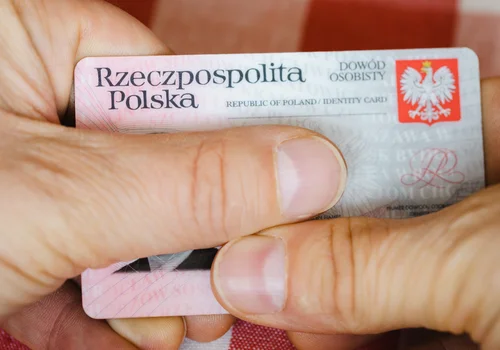 Rzeczpospolita
Polska
DOWÓD
OSOBISTY
REPUBLIC OF POLAND / IDENTITY CARD